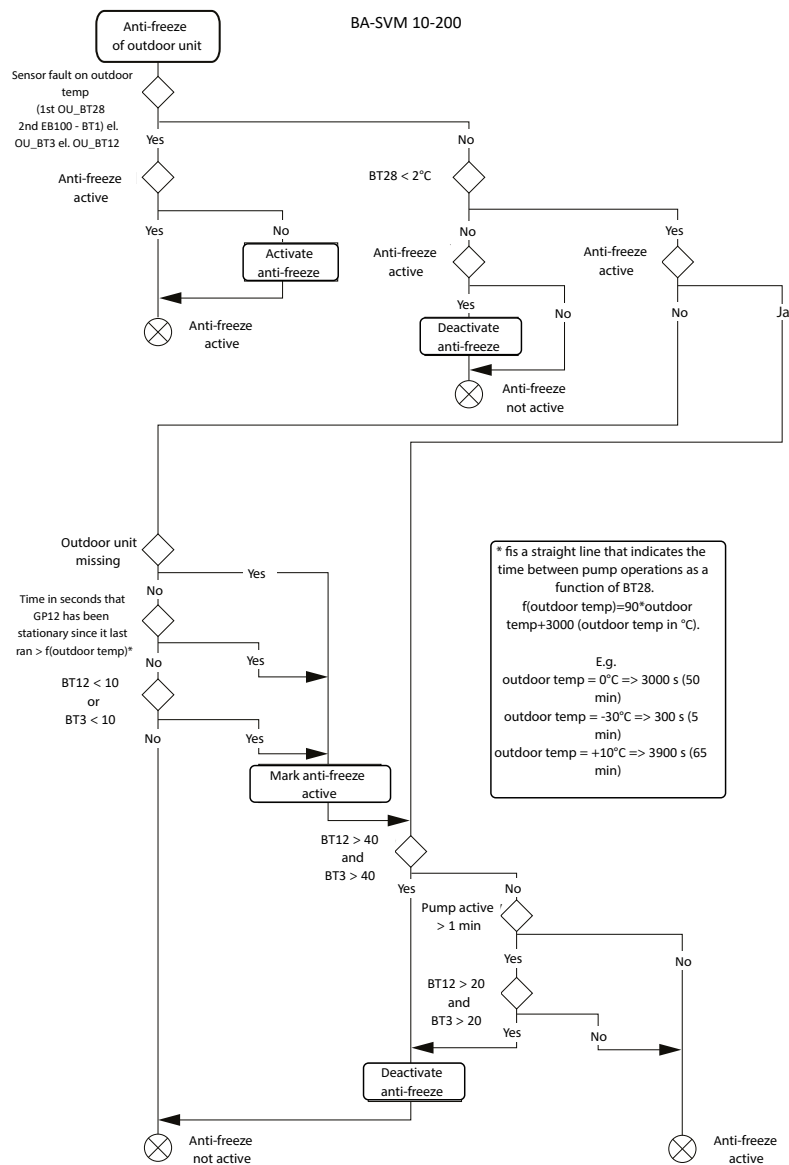 BA-SVM 10-200
Anti-freeze
of outdoor unit
Sensor fault on outdoor
temp
(1st OU_BT28
2nd EB100 - BT1) el.
OU_BT3 el. OU_BT12
Yes
No
Anti-freeze
active
BT28 < 2°C
Yes
No
No
Yes
Activate
anti-freeze
Anti-freeze
active
Anti-freeze
active
Yes
No
No
Ja
Anti-freeze
active
Deactivate
anti-freeze
Anti-freeze
not active
Outdoor unit
missing
Yes
No
Time in seconds that
GP12 has been
stationary since it last
ran > f(outdoor temp)*
Yes
No
BT12 < 10
or
BT3 < 10
No
Yes
Mark anti-freeze
active
* fis a straight line that indicates the
time between pump operations as a
function of BT28.
f(outdoor temp)=90*outdoor
temp+3000 (outdoor temp in °C).
E.g.
outdoor temp = 0°C => 3000 s (50
min)
outdoor temp = -30°C => 300 s (5
min)
outdoor temp = +10°C => 3900 s (65
min)
BT12 > 40
and
BT3 > 40
Yes
No
Pump active
> 1 min
Yes
No
BT12 > 20
and
BT3 > 20
Yes
No
Deactivate
anti-freeze
Anti-freeze
not active
Anti-freeze
active